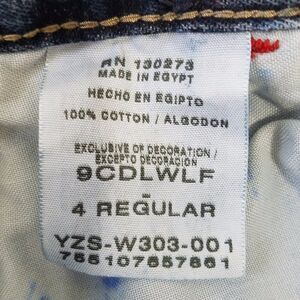 RN 130273
MADE IN EGYPT
HECHO EN EGIPTO
100% COTTON / ALGODON
EXCLUSIVE OF DECORATION /
EXCEPTO DECORACION
9CDLWLF
-
4 REGULAR
YZS-W303-001
755107657661